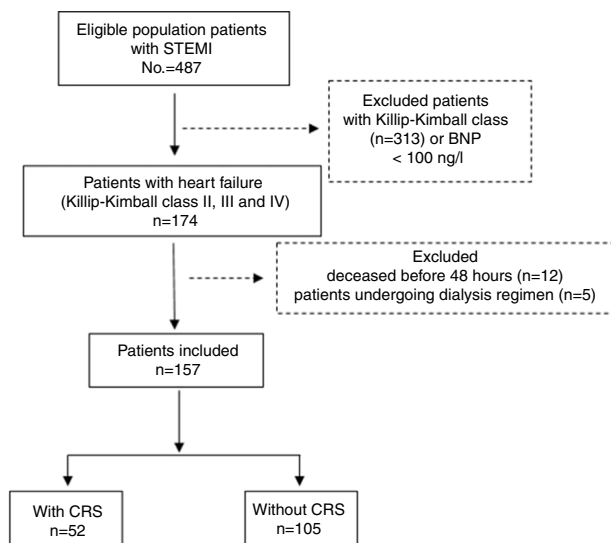 Eligible population patients
with STEMI
No.=487
Excluded patients
with Killip-Kimball class
(n=313) or BNP
< 100 ng/l
Patients with heart failure
(Killip-Kimball class II, III and IV)
n=174
Excluded
deceased before 48 hours (n=12)
patients undergoing dialysis regimen (n=5)
Patients included
n=157
With CRS
n=52
Without CRS
n=105